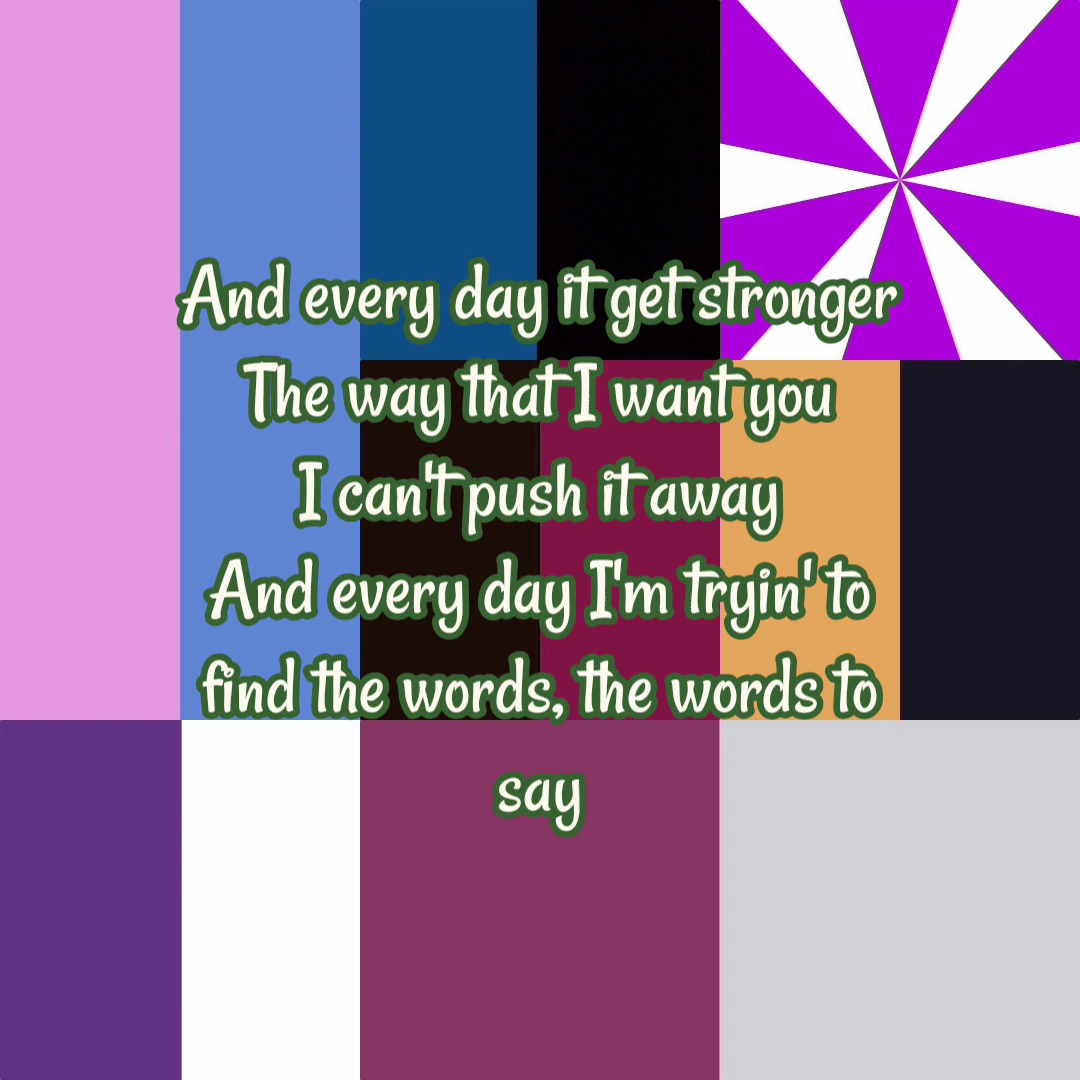 And every day it get stronger
The way that I want you
I can't push it away
And every day I'm tryin' to
find the words, the words to
say